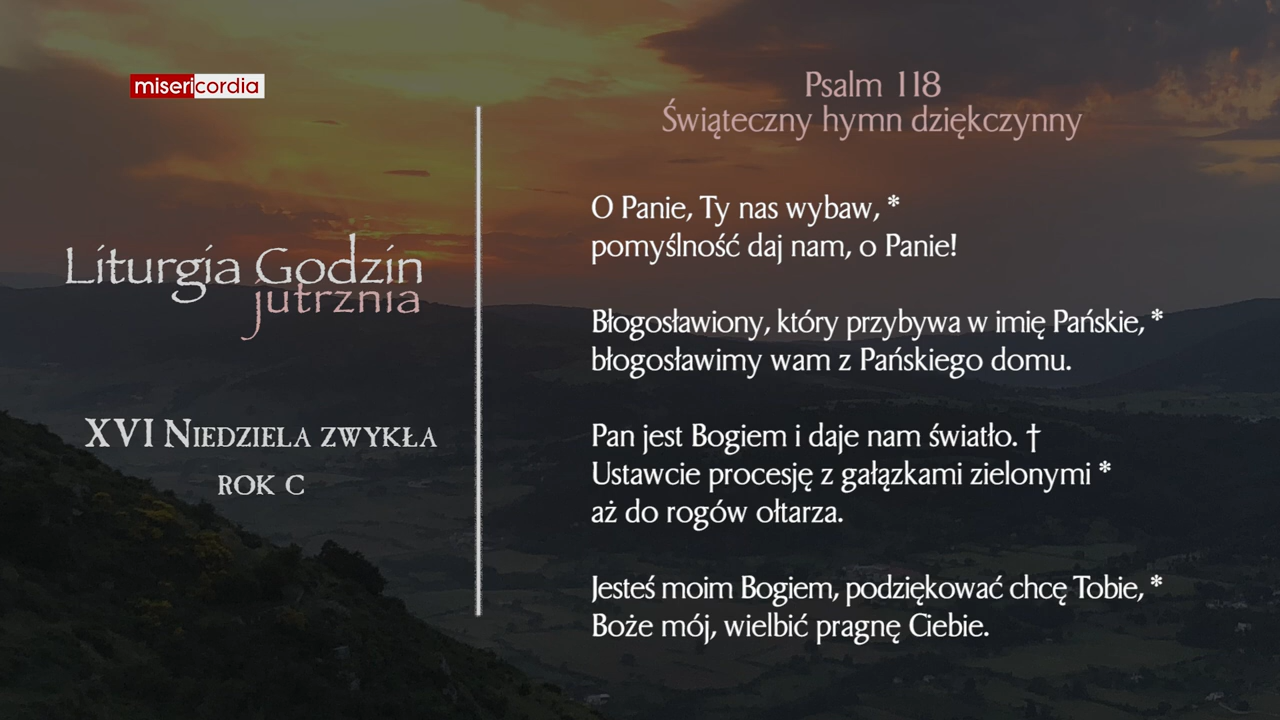 misericordia
Liturgia Godzin
jutrznia
XVI Niedziela zwykła
rok C
Psalm 118
Świąteczny hymn dziękczynny
O Panie, Ty nas wybaw, *
pomyślność daj nam, o Panie!
Błogosławiony, który przybywa w imię Pańskie, *
błogosławimy wam z Pańskiego domu.
Pan jest Bogiem i daje nam światło. †
Ustawcie procesję z gałązkami zielonymi *
aż do rogów ołtarza.
Jesteś moim Bogiem, podziękować chcę Tobie, *
Boże mój, wielbić pragnę Ciebie.